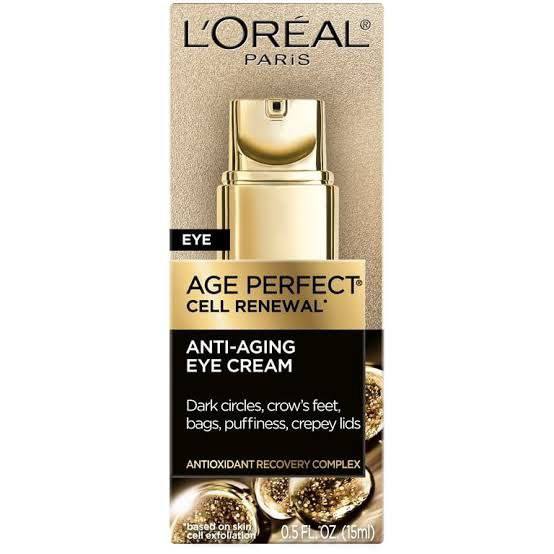 L'ORÉAL®
PARiS
EYE
AGE PERFECT®
CELL RENEWAL*
ANTI-AGING
EYE CREAM
Dark circles, crow's feet,
bags, puffiness, crepey lids
ANTIOXIDANT RECOVERY COMPLEX
*based on skin
cell exfoliation
0.5 FL. OZ. (15ml)